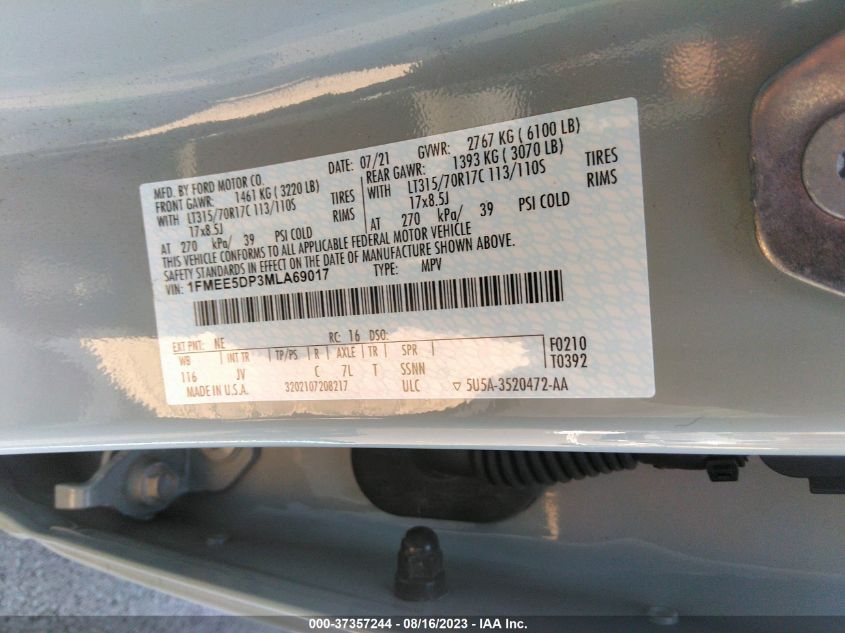 MFD. BY FORD MOTOR CO.
DATE: 07/21 GVWR: 2767 KG ( 6100 LB)
FRONT GAWR: 1461 KG ( 3220 LB) REAR GAWR: 1393 KG ( 3070 LB)
WITH LT315/70R17C 113/110S TIRES WITH LT315/70R17C 113/110S TIRES
17x8.5J RIMS 17x8.5J RIMS
AT 270 kPa/ 39 PSI COLD AT 270 kPa/ 39 PSI COLD
THIS VEHICLE CONFORMS TO ALL APPLICABLE FEDERAL MOTOR VEHICLE
SAFETY STANDARDS IN EFFECT ON THE DATE OF MANUFACTURE SHOWN ABOVE.
VIN: 1FMEE5DP3MLA69017 TYPE: MPV
EXT PNT: NE RC: 16 DSO: F0210
WB INT TR TP/PS R AXLE TR SPR T0392
116 JV C 7L T SSNN
MADE IN U.S.A. 3202107208217 ULC ▽ 5U5A-3520472-AA
000-37357244 - 08/16/2023 - IAA Inc.